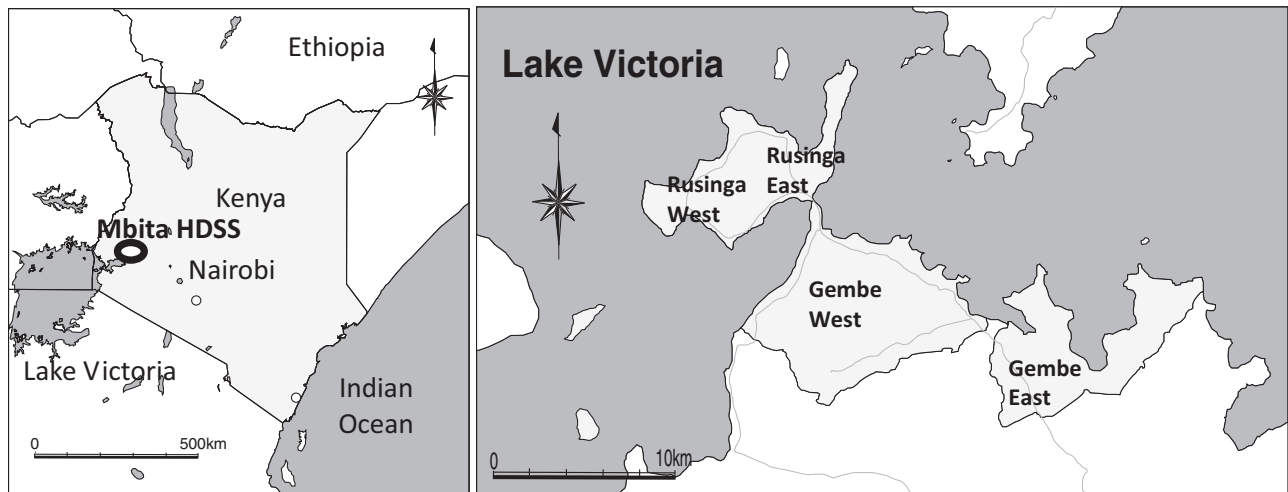 Ethiopia
Kenya
Mbita HDSS
Nairobi
Lake Victoria
Indian
Ocean
0 500km
Lake Victoria
Rusinga
East
Rusinga
West
Gembe
West
Gembe
East
0 10km